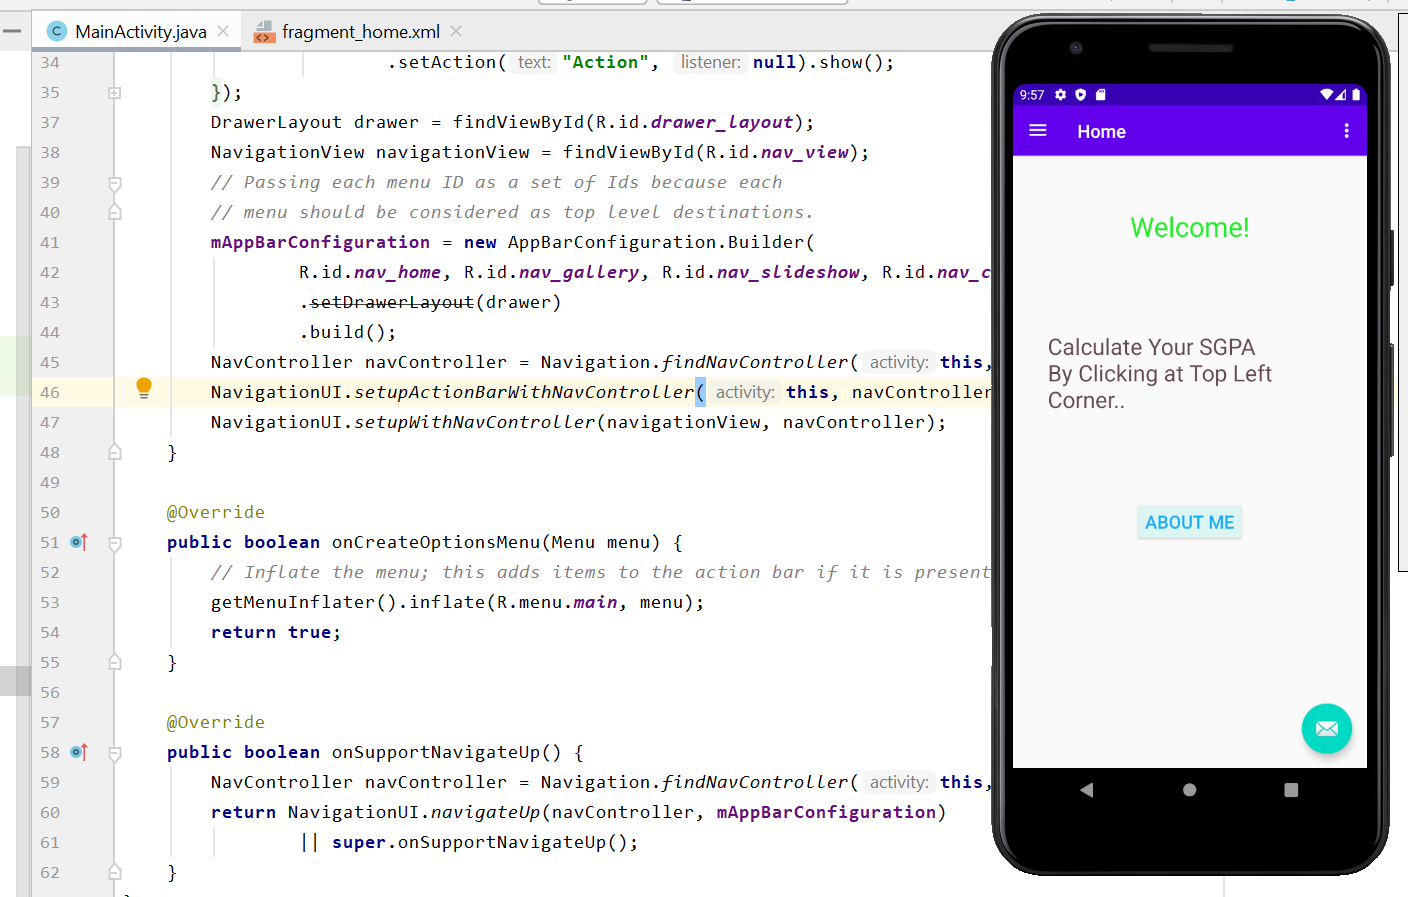 MainActivity.java
fragment_home.xml
34 .setAction( text: "Action", listener: null).show();
35 });
37 DrawerLayout drawer = findViewById(R.id.drawer_layout);
38 NavigationView navigationView = findViewById(R.id.nav_view);
39 // Passing each menu ID as a set of Ids because each
40 // menu should be considered as top level destinations.
41 mAppBarConfiguration = new AppBarConfiguration.Builder(
42 R.id.nav_home, R.id.nav_gallery, R.id.nav_slideshow, R.id.nav_c
43 .setDrawerLayout(drawer)
44 .build();
45 NavController navController = Navigation.findNavController( activity: this,
46 NavigationUI.setupActionBarWithNavController( activity: this, navController
47 NavigationUI.setupWithNavController(navigationView, navController);
48 }
49
50 @Override
51 public boolean onCreateOptionsMenu(Menu menu) {
52 // Inflate the menu; this adds items to the action bar if it is present
53 getMenuInflater().inflate(R.menu.main, menu);
54 return true;
55 }
56
57 @Override
58 public boolean onSupportNavigateUp() {
59 NavController navController = Navigation.findNavController( activity: this,
60 return NavigationUI.navigateUp(navController, mAppBarConfiguration)
61 || super.onSupportNavigateUp();
62 }
9:57
Home
Welcome!
Calculate Your SGPA
By Clicking at Top Left
Corner..
ABOUT ME